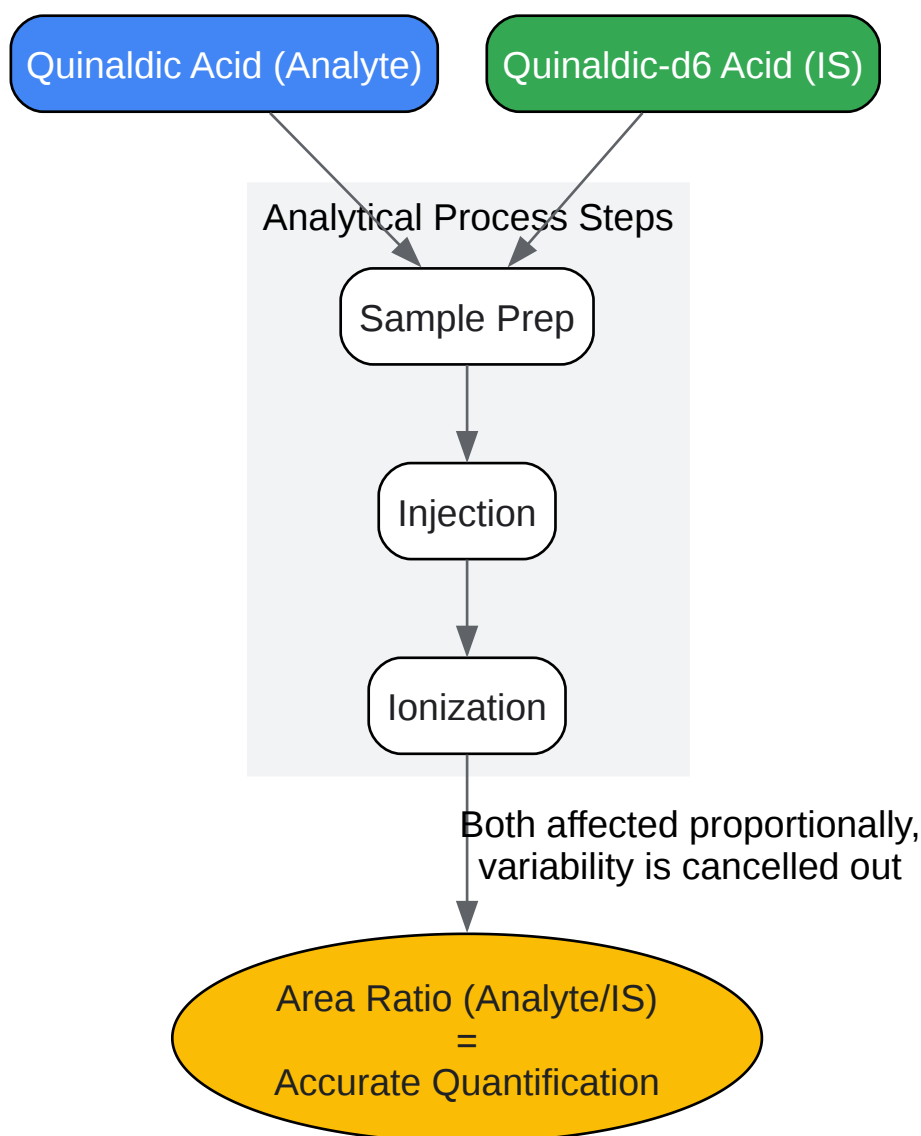 Quinaldic Acid (Analyte)
Quinaldic-d6 Acid (IS)
Analytical Process Steps
Sample Prep
Injection
Ionization
Both affected proportionally,
variability is cancelled out
Area Ratio (Analyte/IS)
=
Accurate Quantification